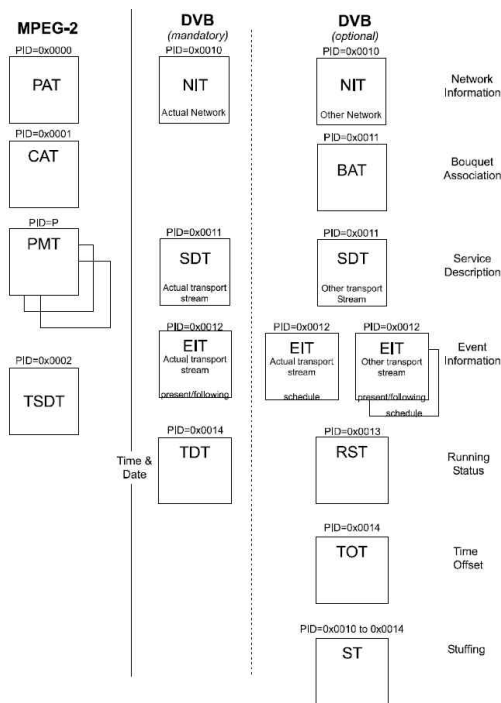 MPEG-2
DVB
(mandatory)
DVB
(optional)
PID=0x0000
PAT
PID=0x0010
NIT
Actual Network
PID=0x0010
NIT
Other Network
Network
Information
PID=0x0001
CAT
PID=0x0011
BAT
Bouquet
Association
PID=P
PMT
PID=0x0011
SDT
Actual transport
stream
PID=0x0011
SDT
Other transport
Stream
Service
Description
PID=0x0012
EIT
Actual transport
stream
present/following
PID=0x0012
EIT
Actual transport
stream
schedule
PID=0x0012
EIT
Other transport
stream
present/following
schedule
Event
Information
PID=0x0002
TSDT
Time &
Date
PID=0x0014
TDT
PID=0x0013
RST
Running
Status
PID=0x0014
TOT
Time
Offset
PID=0x0010 to 0x0014
ST
Stuffing